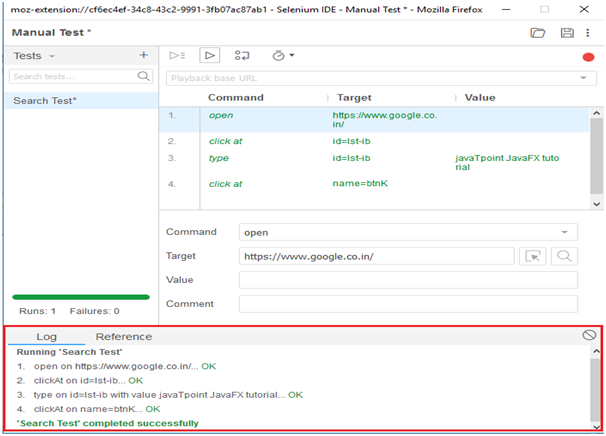 moz-extension://cf6ec4ef-34c8-43c2-9991-3fb07ac87ab1 - Selenium IDE - Manual Test * - Mozilla Firefox
Manual Test *
Tests
Search tests...
Search Test*
Runs: 1 Failures: 0
Playback base URL
Command Target Value
1. open https://www.google.co.
in/
2. click at id=lst-ib
3. type id=lst-ib javaTpoint JavaFX tuto
rial
4. click at name=btnK
Command open
Target https://www.google.co.in/
Value
Comment
Log Reference
Running 'Search Test'
1. open on https://www.google.co.in/... OK
2. clickAt on id=lst-ib... OK
3. type on id=lst-ib with value javaTpoint JavaFX tutorial... OK
4. clickAt on name=btnK... OK
'Search Test' completed successfully